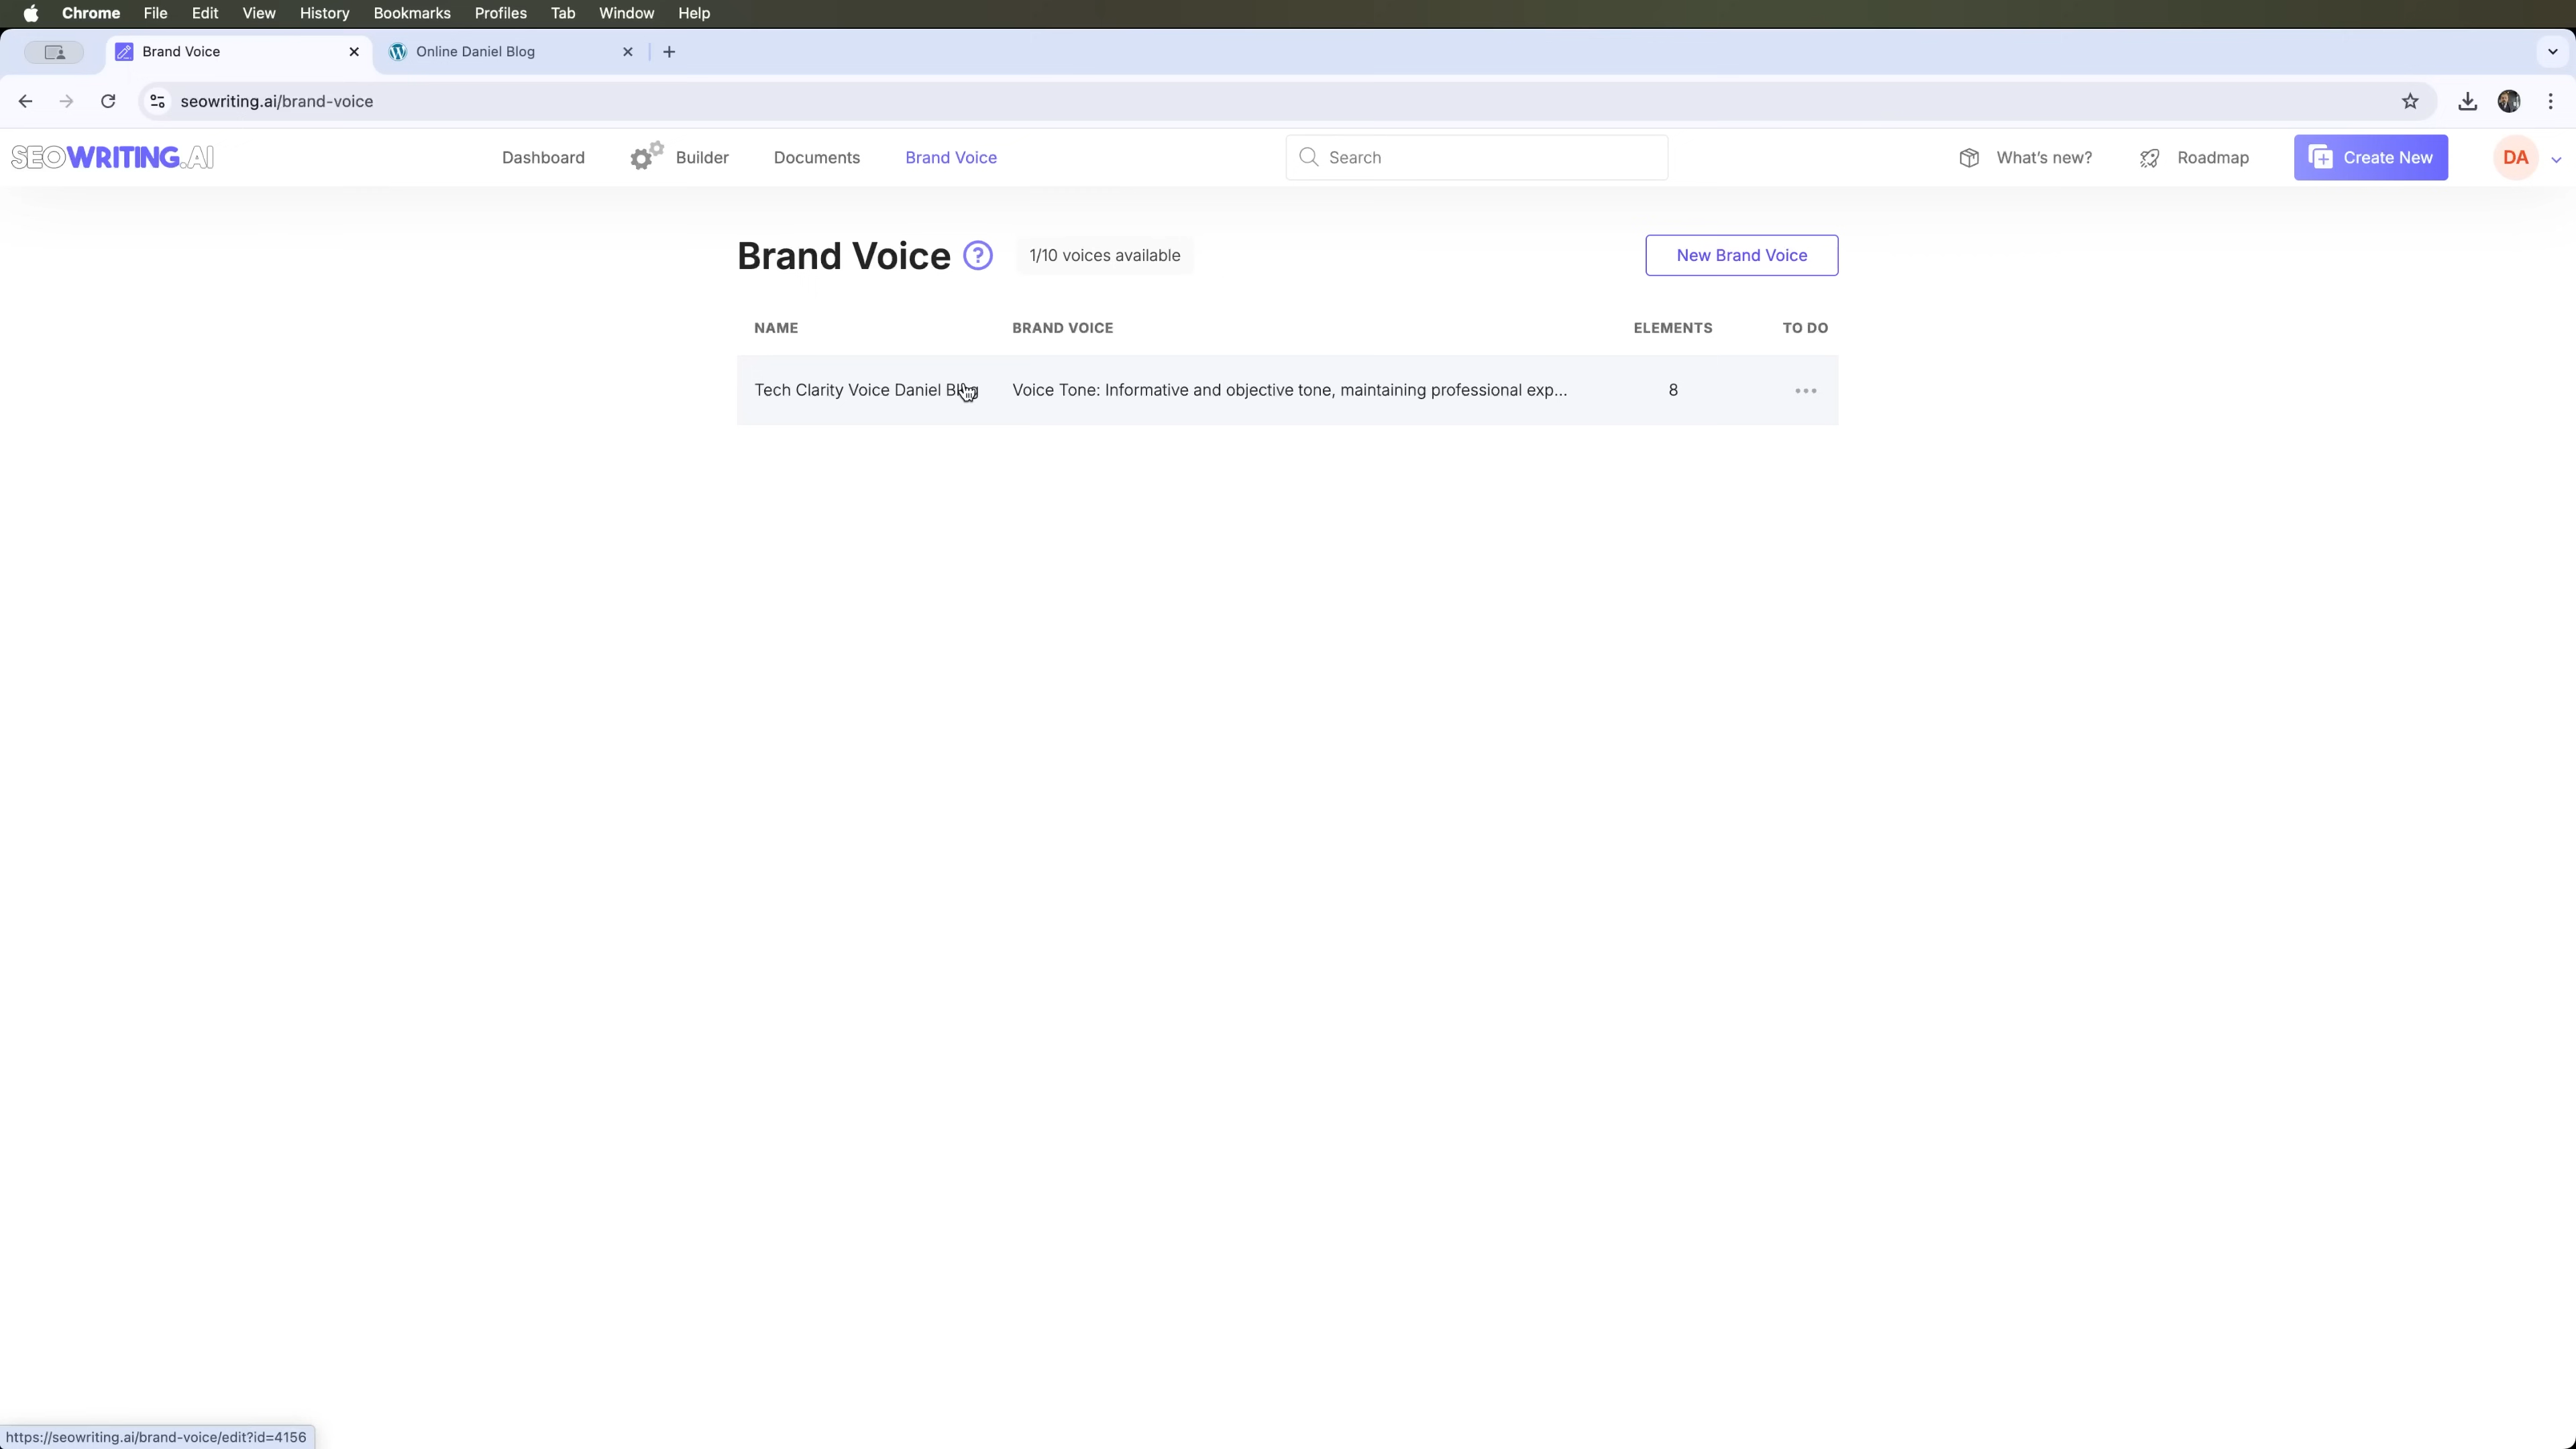 Chrome File Edit View History Bookmarks Profiles Tab Window Help
Brand Voice Online Daniel Blog
seowriting.ai/brand-voice
SEOWRITING.AI Dashboard Builder Documents Brand Voice Search What's new? Roadmap Create New DA
Brand Voice ? 1/10 voices available New Brand Voice
NAME BRAND VOICE ELEMENTS TO DO
Tech Clarity Voice Daniel Blog Voice Tone: Informative and objective tone, maintaining professional exp... 8
https://seowriting.ai/brand-voice/edit?id=4156